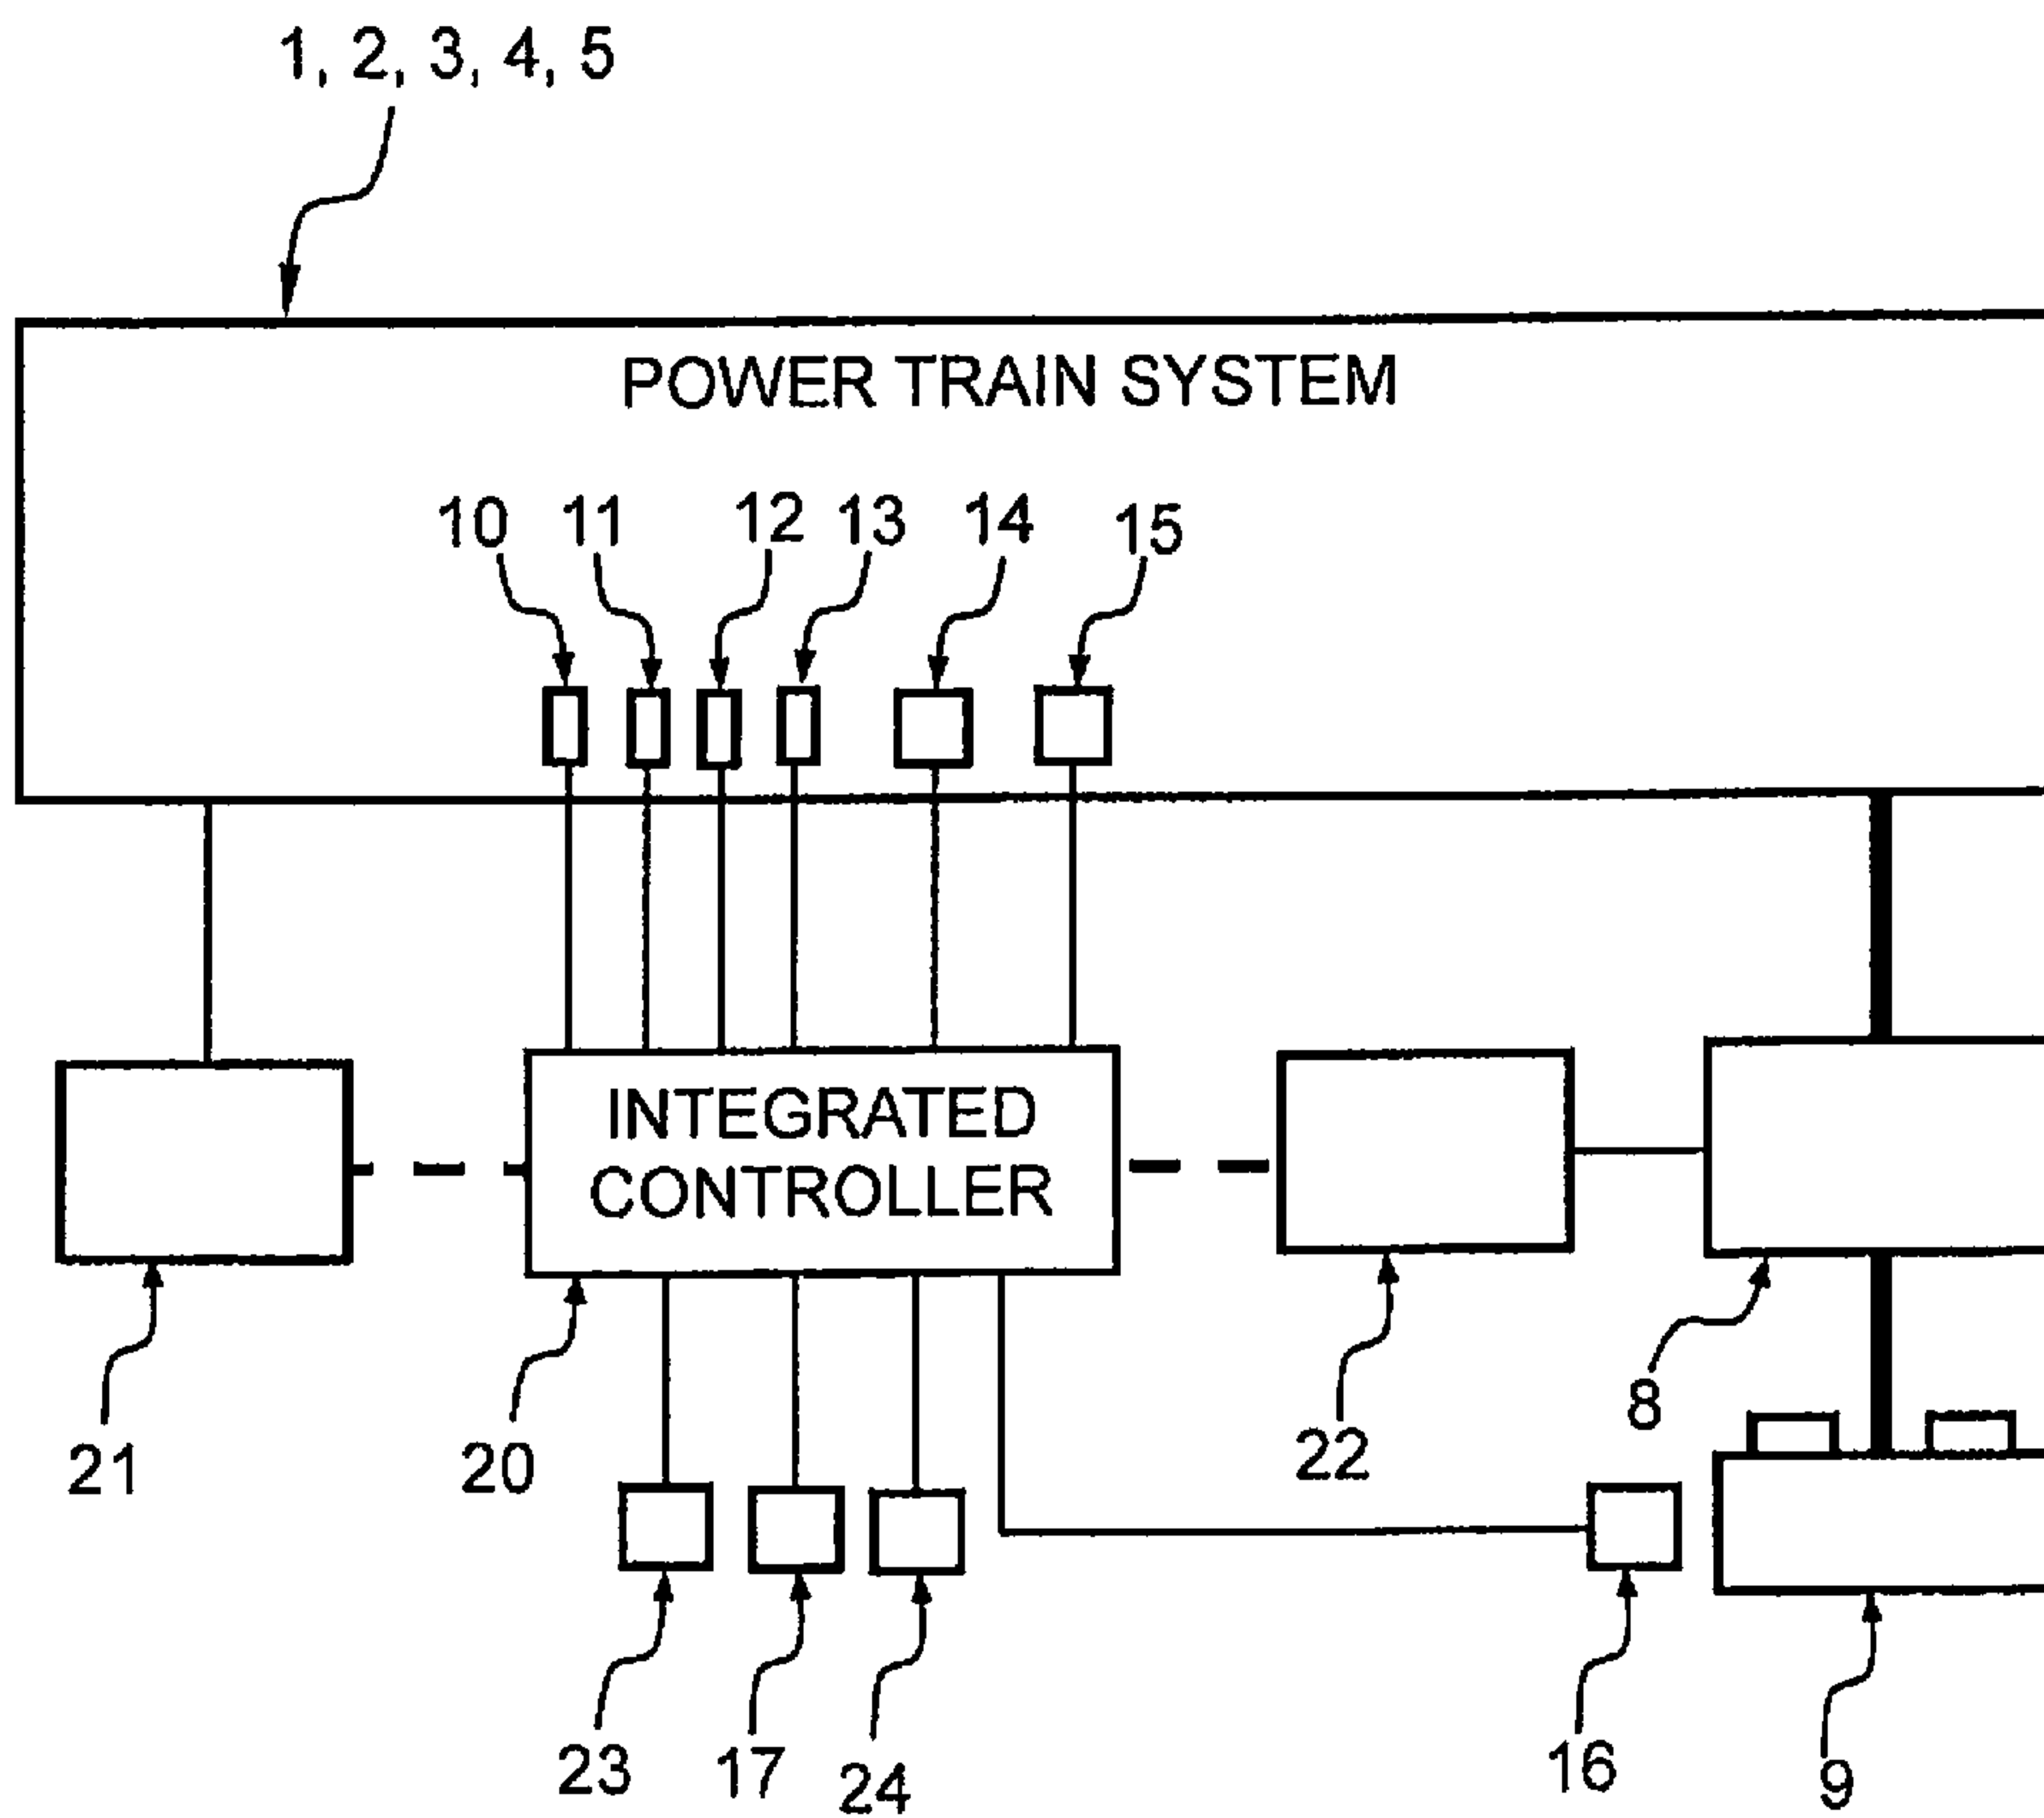 1, 2, 3, 4, 5
POWER TRAIN SYSTEM
10 11 12 13 14 15
INTEGRATED
CONTROLLER
8
21 20 22
23 17 24 16 9